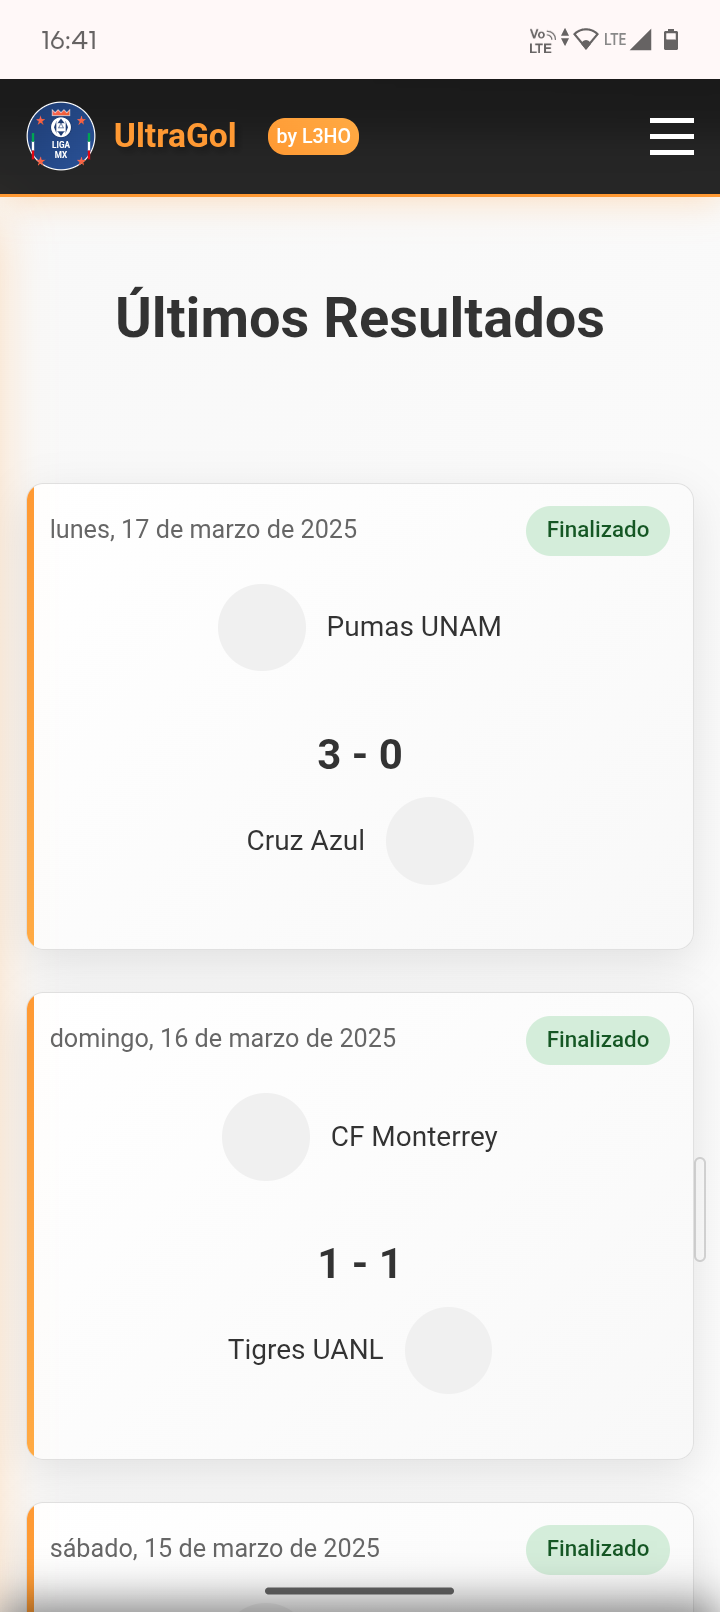 16:41
Vo LTE
LTE
LIGA
MX
UltraGol
by L3HO
Últimos Resultados
lunes, 17 de marzo de 2025
Finalizado
Pumas UNAM
3 - 0
Cruz Azul
domingo, 16 de marzo de 2025
Finalizado
CF Monterrey
1 - 1
Tigres UANL
sábado, 15 de marzo de 2025
Finalizado